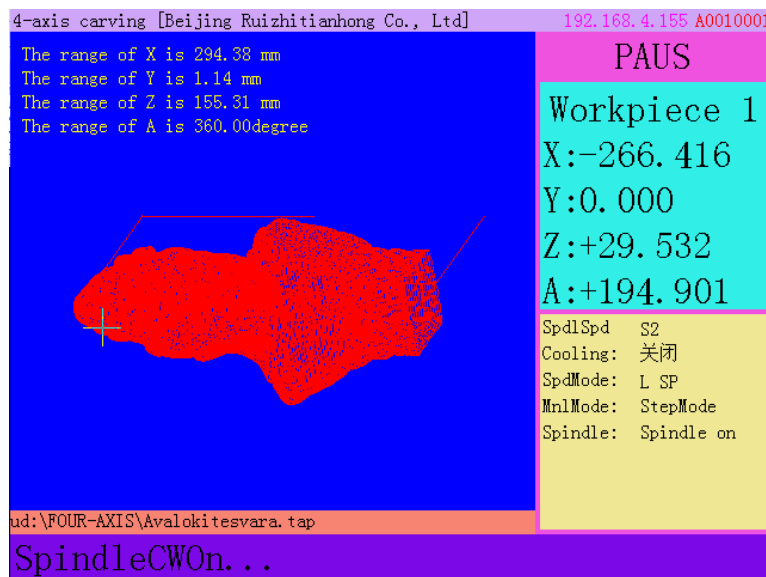 4-axis carving [Beijing Ruizhitianhong Co., Ltd]
192.168.4.155 A0010001
The range of X is 294.38 mm
The range of Y is 1.14 mm
The range of Z is 155.31 mm
The range of A is 360.00degree
PAUS
Workpiece 1
X:-266.416
Y:0.000
Z:+29.532
A:+194.901
SpdlSpd S2
Cooling: 关闭
SpdMode: L SP
MnlMode: StepMode
Spindle: Spindle on
ud:\FOUR-AXIS\Avalokitesvara.tap
SpindleCWOn...